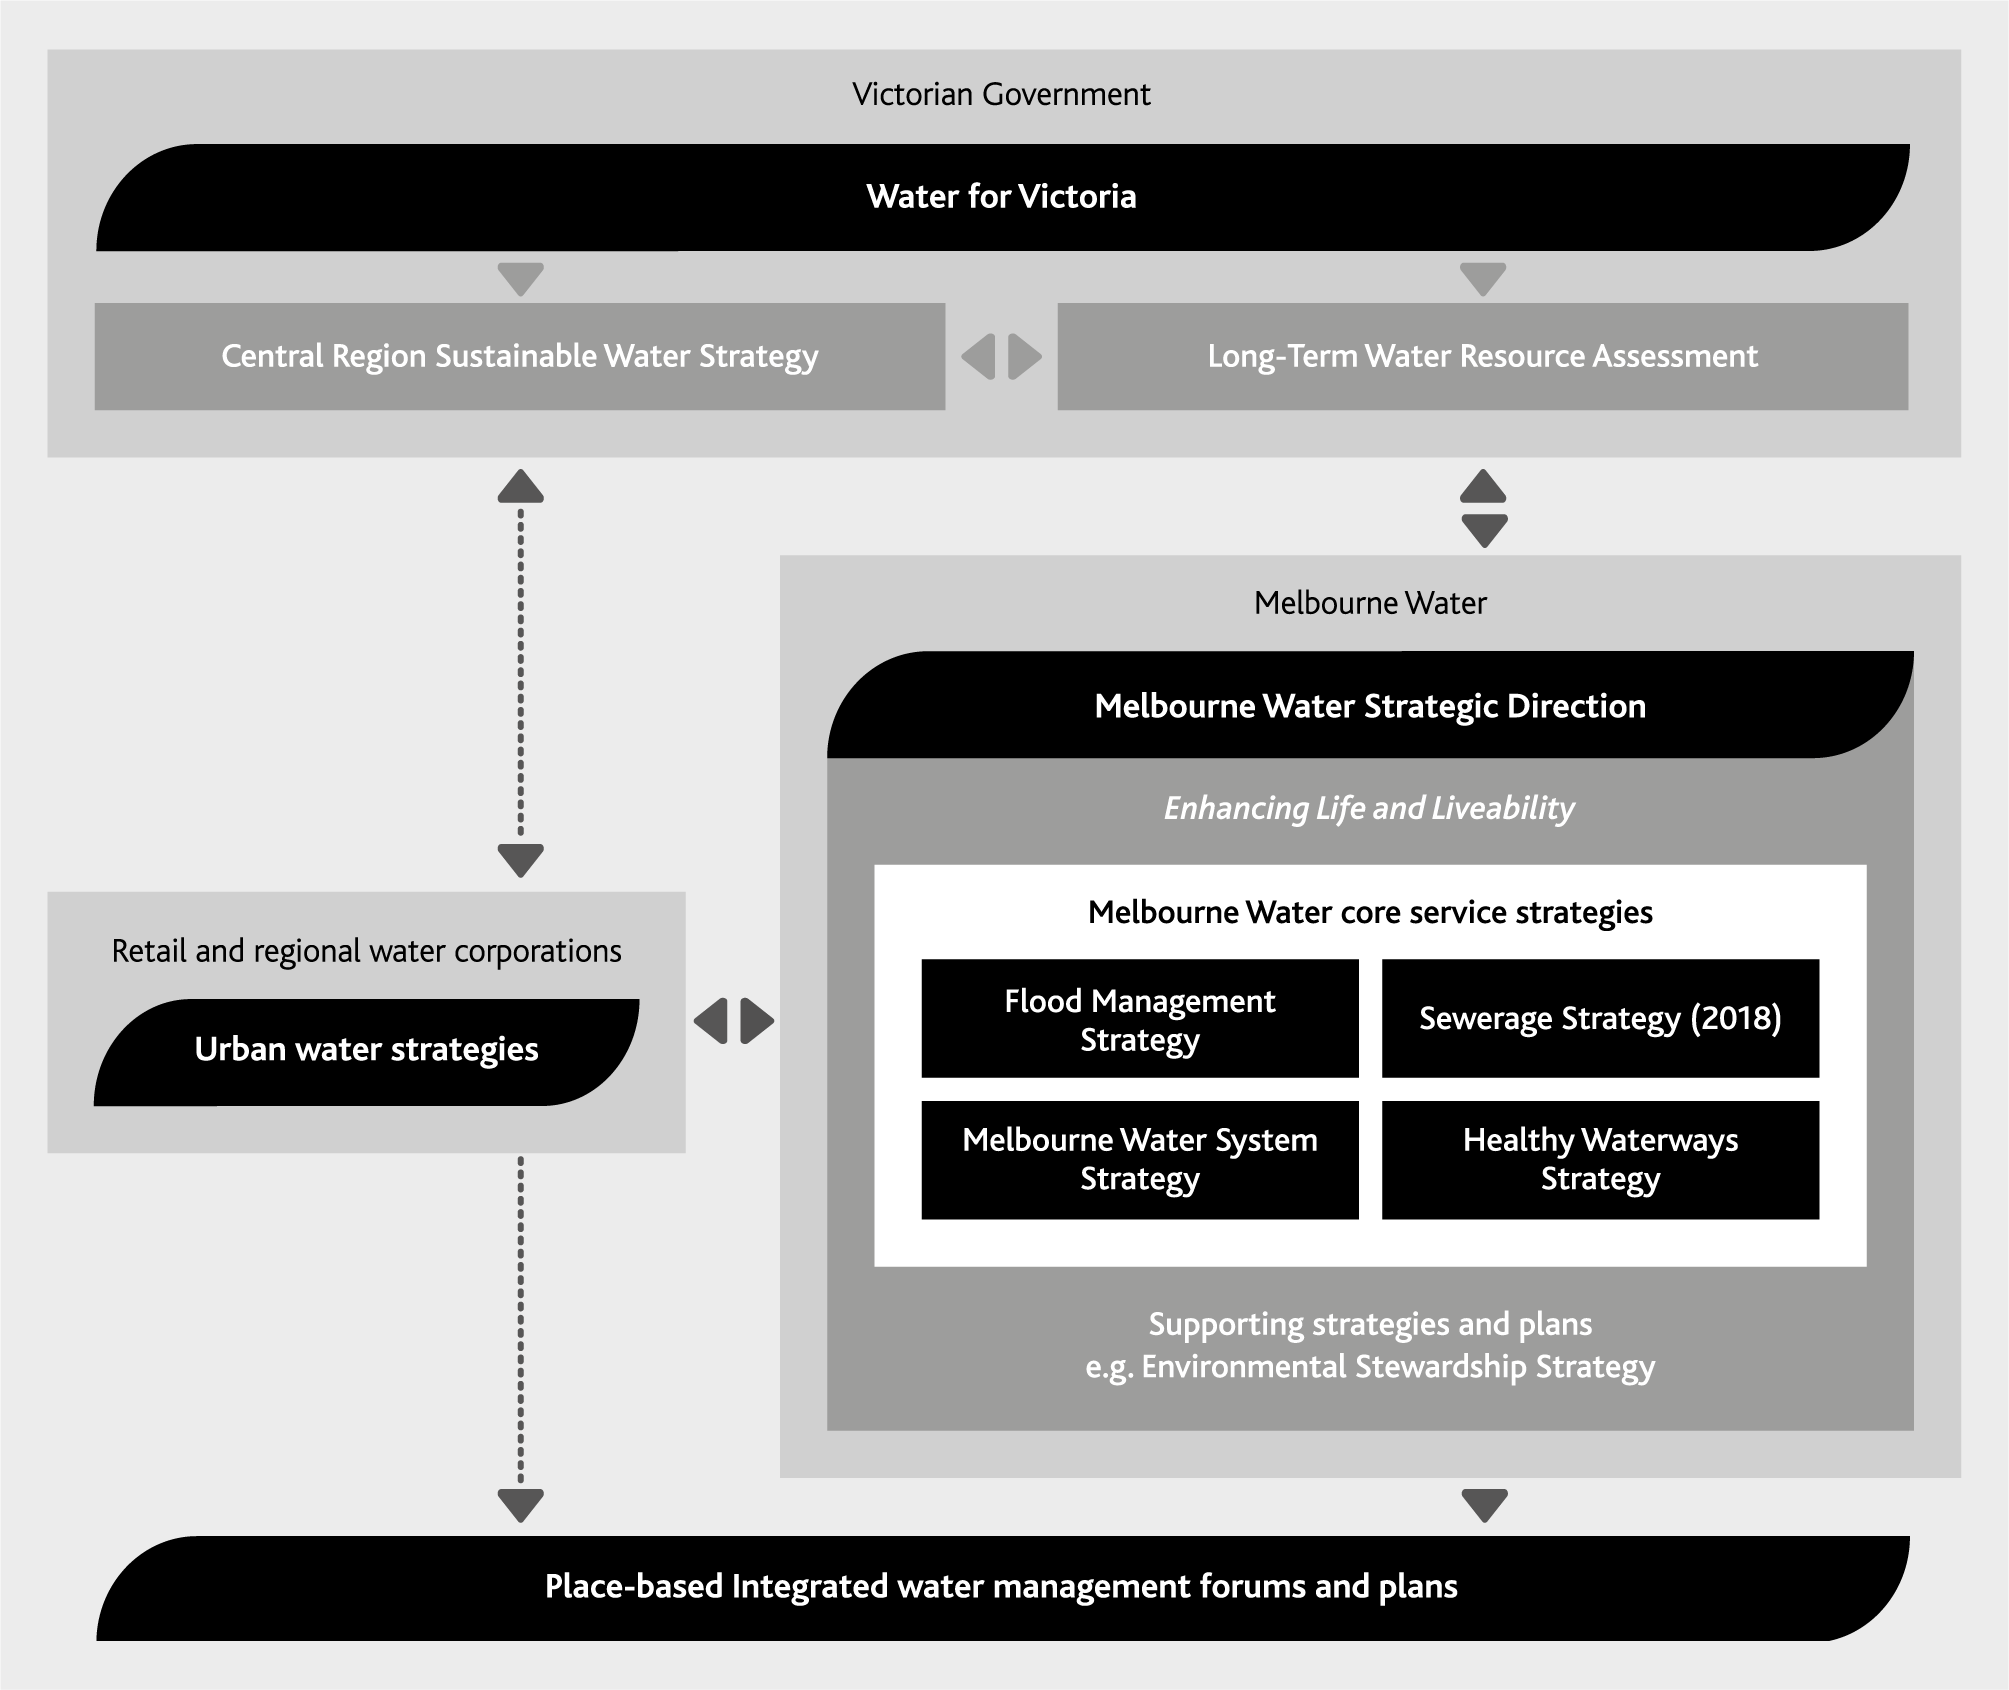 Victorian Government
Water for Victoria
Central Region Sustainable Water Strategy
Long-Term Water Resource Assessment
Melbourne Water
Melbourne Water Strategic Direction
Enhancing Life and Liveability
Melbourne Water core service strategies
Flood Management
Strategy
Sewerage Strategy (2018)
Melbourne Water System
Strategy
Healthy Waterways
Strategy
Supporting strategies and plans
e.g. Environmental Stewardship Strategy
Retail and regional water corporations
Urban water strategies
Place-based Integrated water management forums and plans